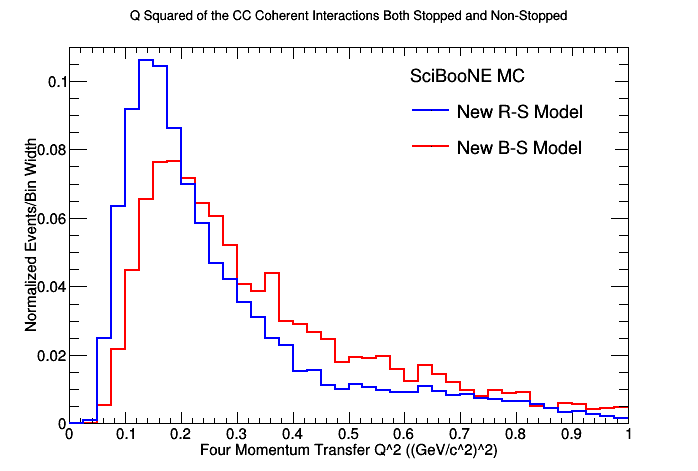 Q Squared of the CC Coherent Interactions Both Stopped and Non-Stopped
SciBooNE MC
New R-S Model
New B-S Model
Normalized Events/Bin Width
0.1
0.08
0.06
0.04
0.02
0
0 0.1 0.2 0.3 0.4 0.5 0.6 0.7 0.8 0.9 1
Four Momentum Transfer Q^2 ((GeV/c^2)^2)